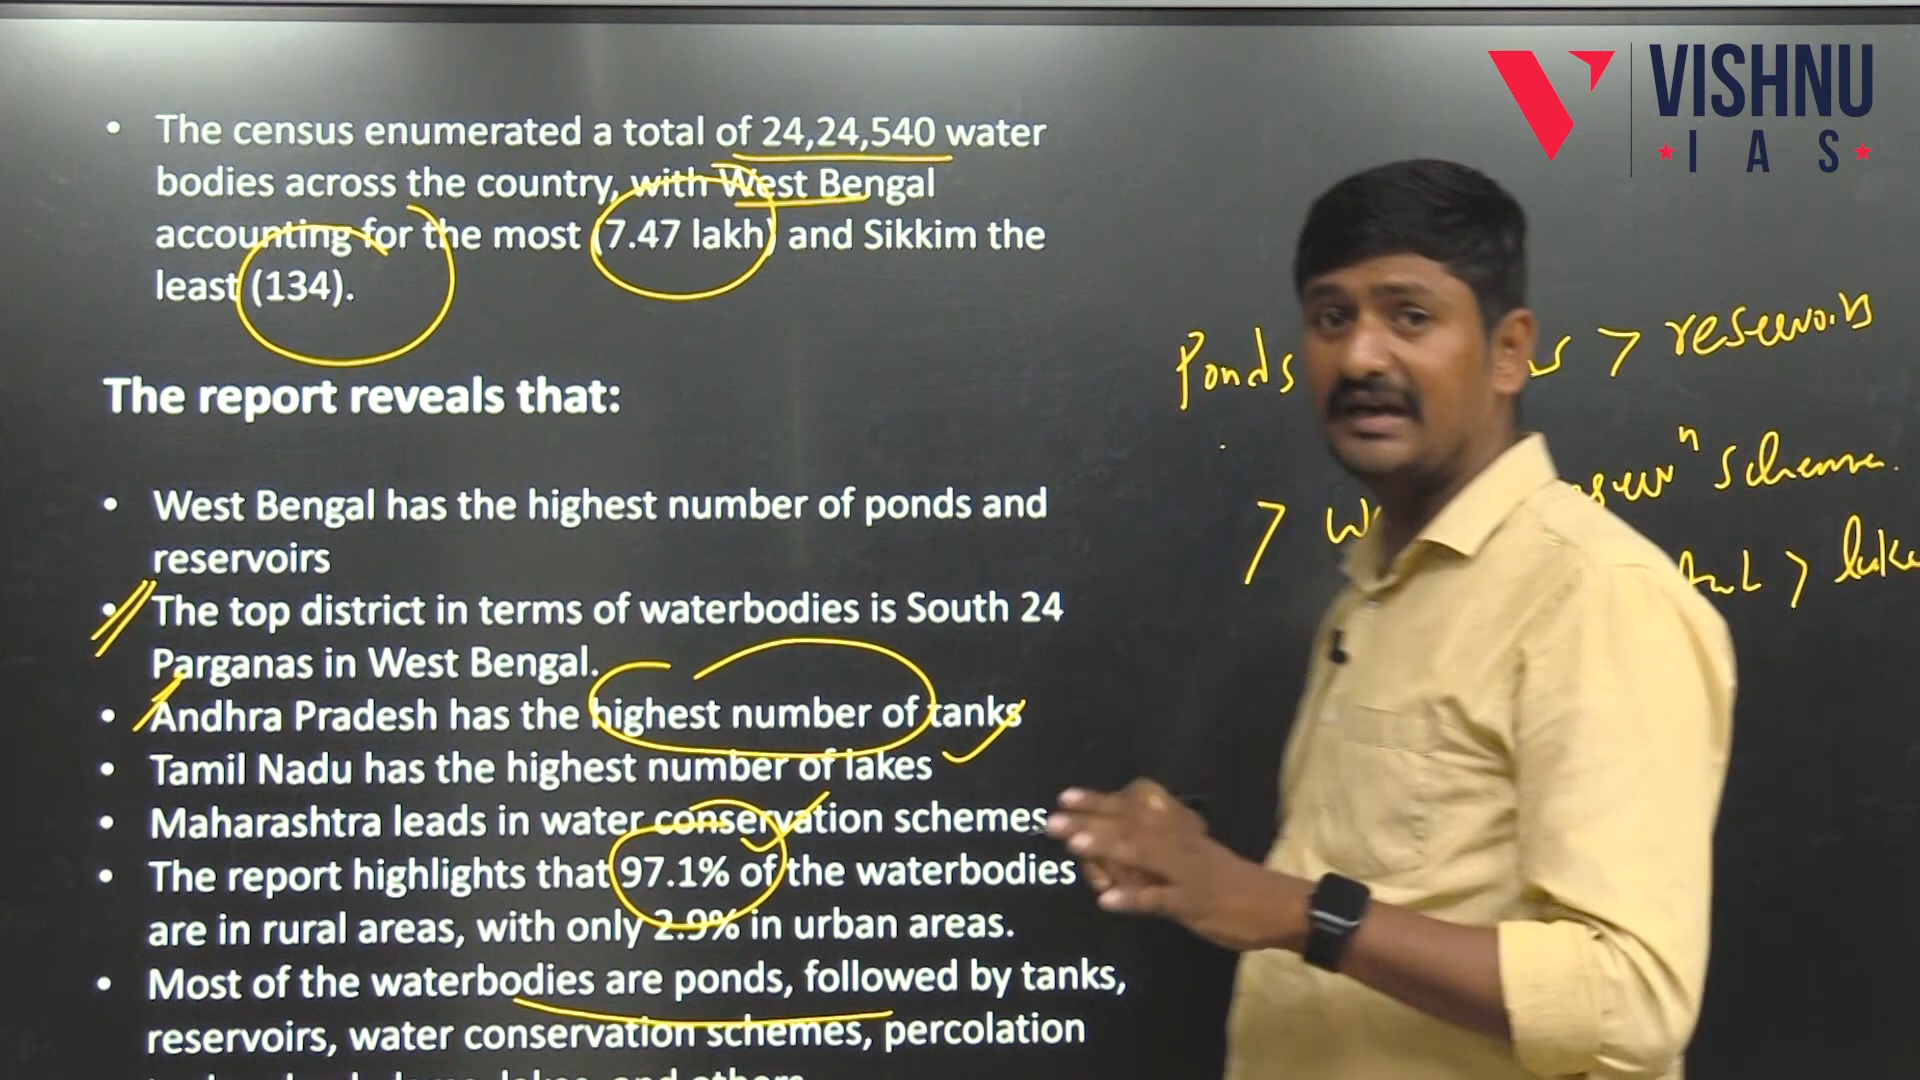 VISHNU
IAS
• The census enumerated a total of 24,24,540 water
bodies across the country, with West Bengal
accounting for the most (7.47 lakh) and Sikkim the
least (134).
The report reveals that:
• West Bengal has the highest number of ponds and
reservoirs
• The top district in terms of waterbodies is South 24
Parganas in West Bengal.
• Andhra Pradesh has the highest number of tanks
• Tamil Nadu has the highest number of lakes
• Maharashtra leads in water conservation schemes
• The report highlights that 97.1% of the waterbodies
are in rural areas, with only 2.9% in urban areas.
• Most of the waterbodies are ponds, followed by tanks,
reservoirs, water conservation schemes, percolation
lakes, and others
Ponds > reservoirs
> scheme.
> lake